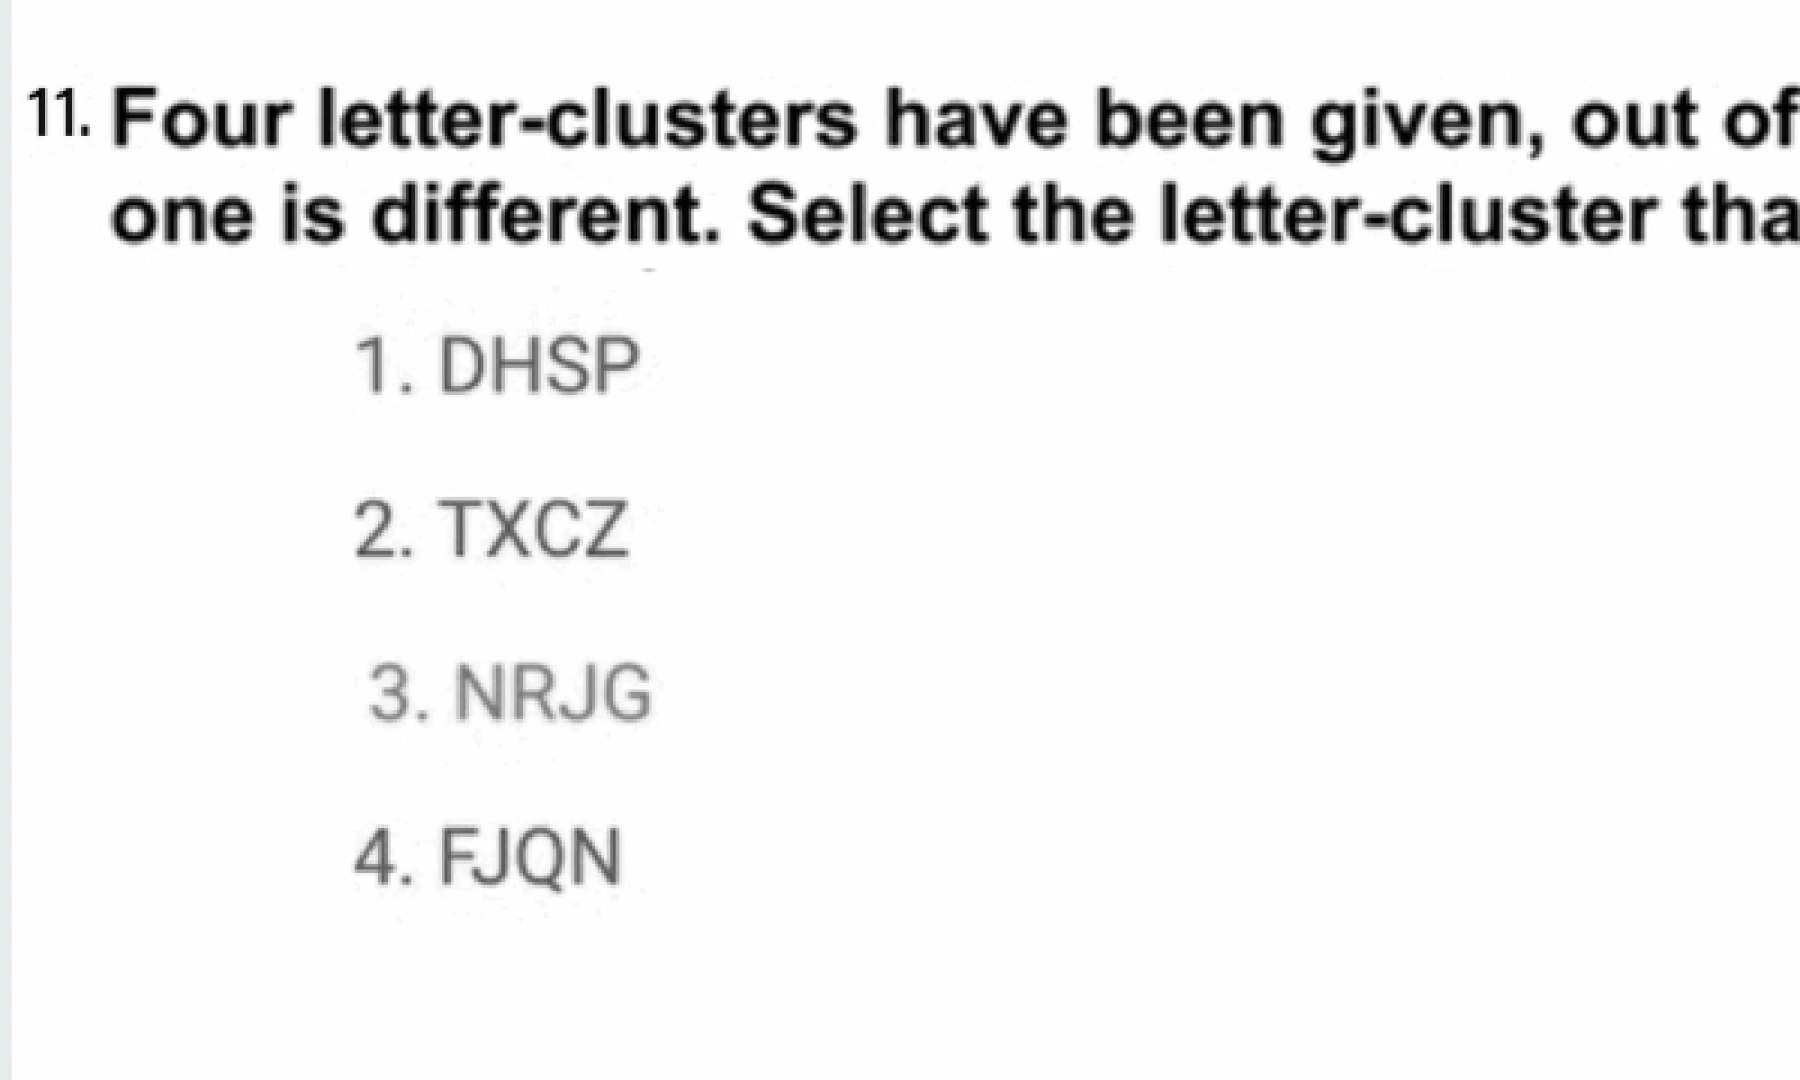 11. Four letter-clusters have been given, out of
one is different. Select the letter-cluster tha
1. DHSP
2. TXCZ
3. NRJG
4. FJQN